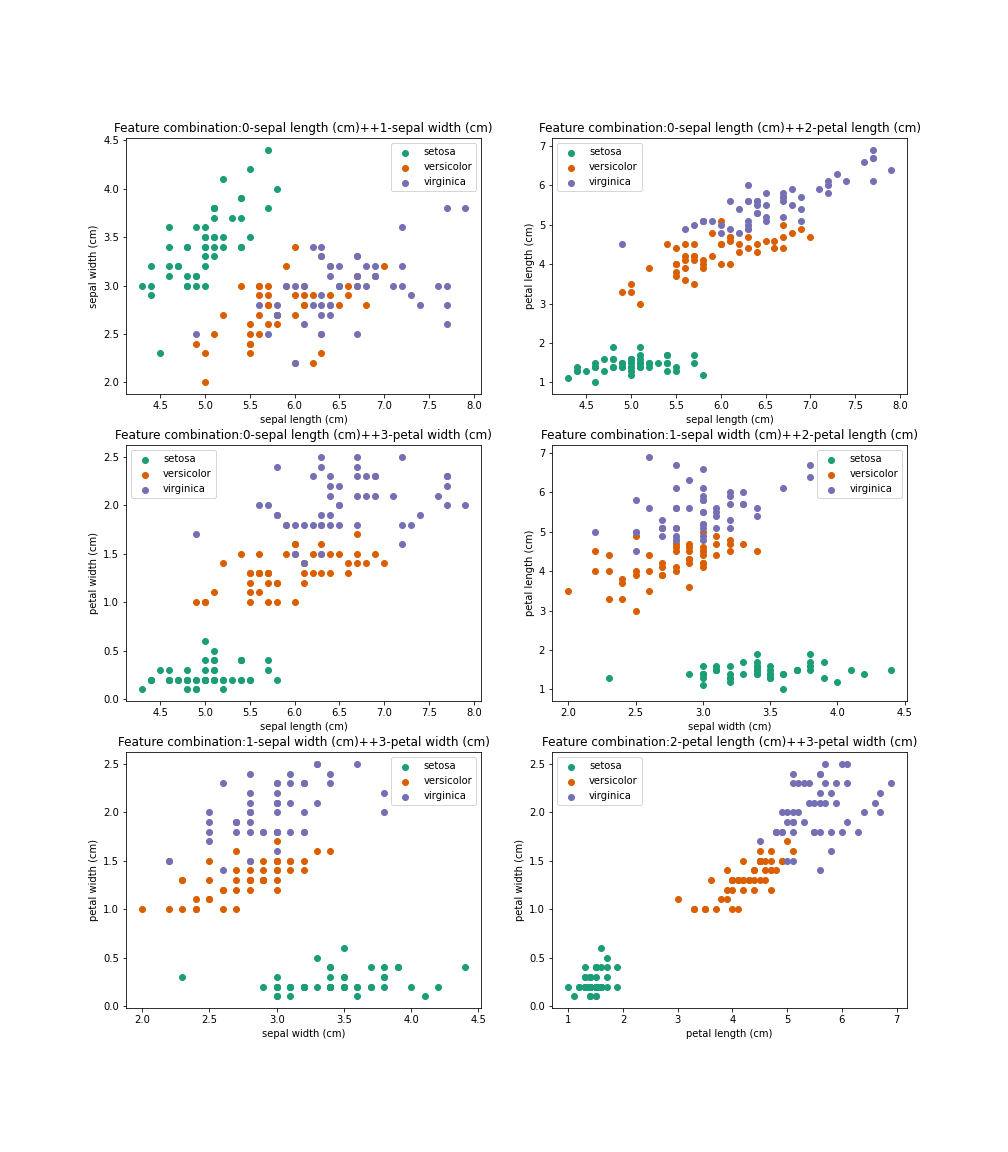 Feature combination:0-sepal length (cm)++1-sepal width (cm)
4.5
4.0
3.5
3.0
2.5
2.0
sepal width (cm)
setosa
versicolor
virginica
4.5 5.0 5.5 6.0 6.5 7.0 7.5 8.0
sepal length (cm)
Feature combination:0-sepal length (cm)++2-petal length (cm)
7
6
5
4
3
2
1
petal length (cm)
setosa
versicolor
virginica
4.5 5.0 5.5 6.0 6.5 7.0 7.5 8.0
sepal length (cm)
Feature combination:0-sepal length (cm)++3-petal width (cm)
2.5
2.0
1.5
1.0
0.5
0.0
petal width (cm)
setosa
versicolor
virginica
4.5 5.0 5.5 6.0 6.5 7.0 7.5 8.0
sepal length (cm)
Feature combination:1-sepal width (cm)++2-petal length (cm)
7
6
5
4
3
2
1
petal length (cm)
setosa
versicolor
virginica
2.0 2.5 3.0 3.5 4.0 4.5
sepal width (cm)
Feature combination:1-sepal width (cm)++3-petal width (cm)
2.5
2.0
1.5
1.0
0.5
0.0
petal width (cm)
setosa
versicolor
virginica
2.0 2.5 3.0 3.5 4.0 4.5
sepal width (cm)
Feature combination:2-petal length (cm)++3-petal width (cm)
2.5
2.0
1.5
1.0
0.5
0.0
petal width (cm)
setosa
versicolor
virginica
1 2 3 4 5 6 7
petal length (cm)